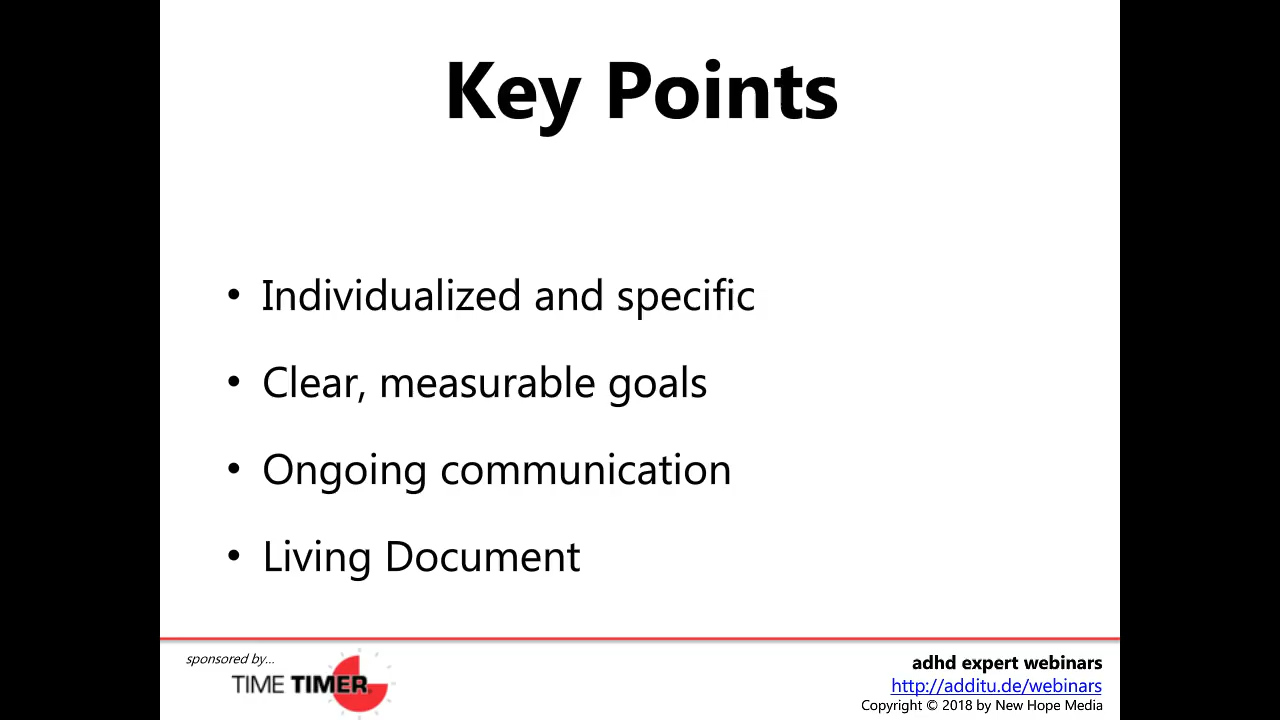 Key Points
• Individualized and specific
• Clear, measurable goals
• Ongoing communication
• Living Document
sponsored by...
TIME TIMER
adhd expert webinars
http://additu.de/webinars
Copyright © 2018 by New Hope Media